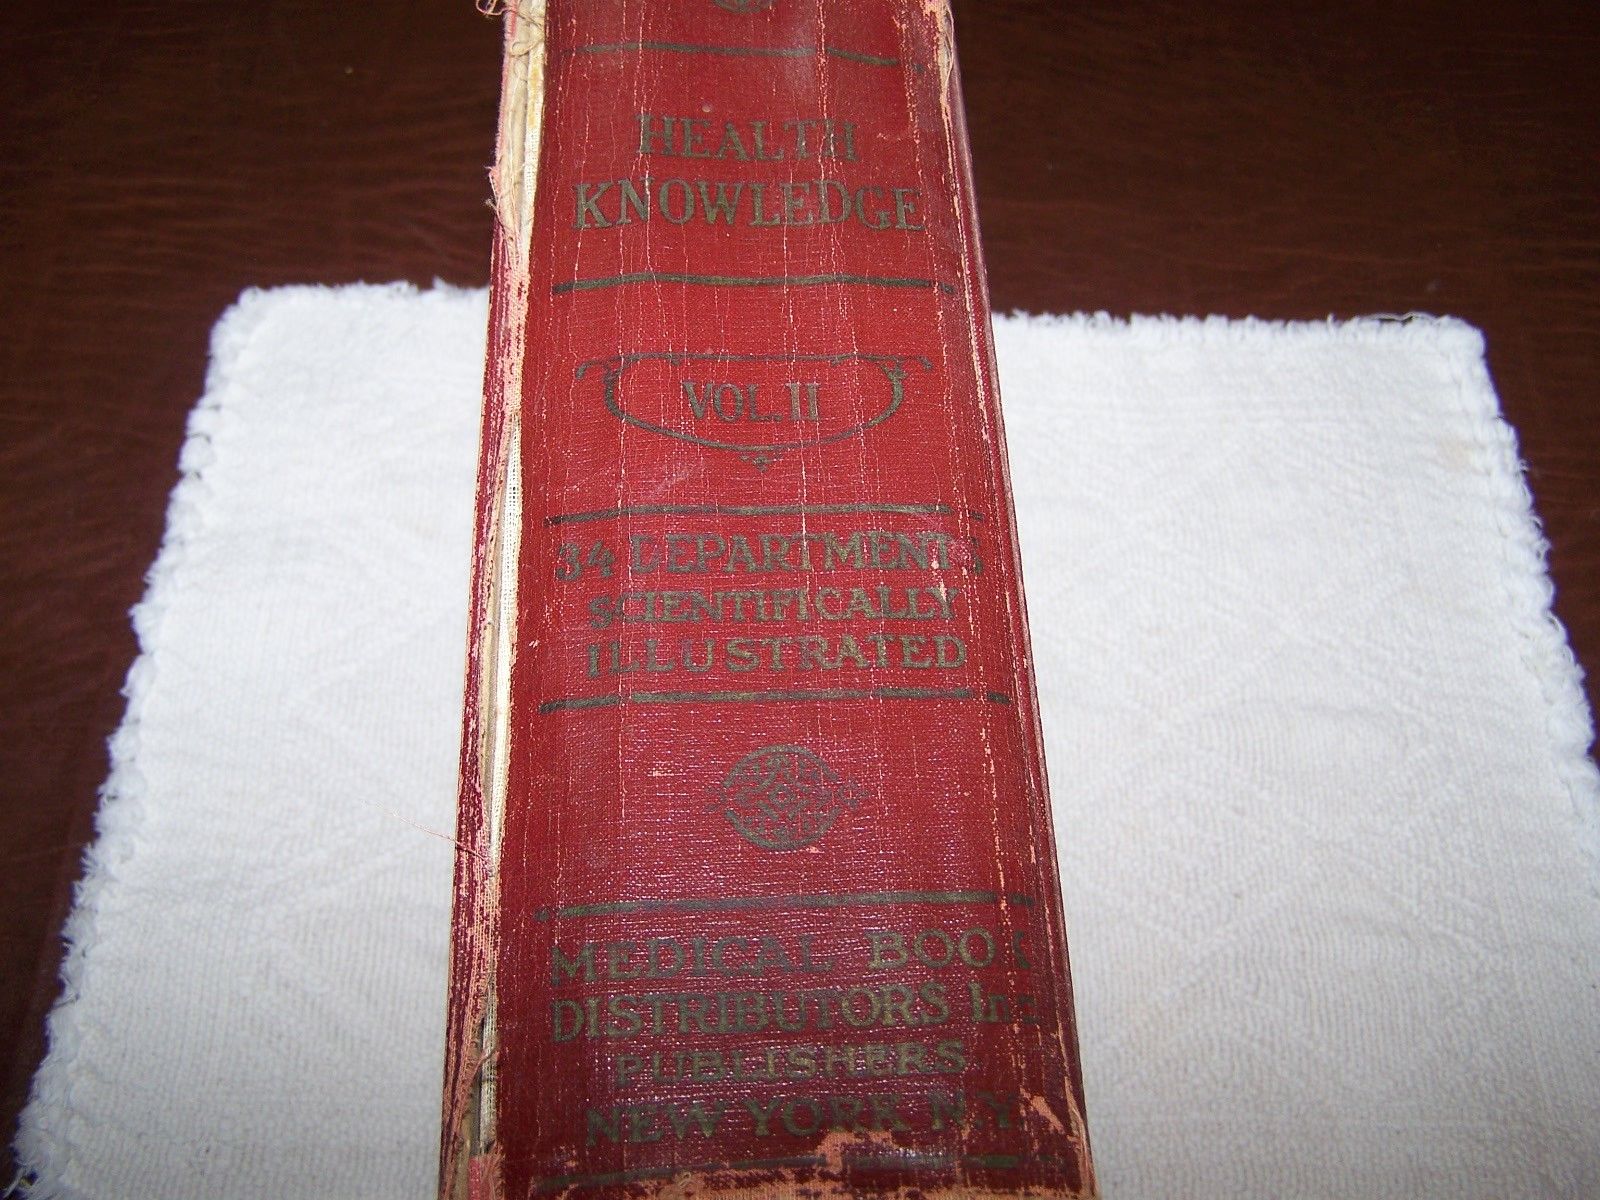 HEALTH
KNOWLEDGE
VOL. II
34 DEPARTMENTS
SCIENTIFICALLY
ILLUSTRATED
MEDICAL BOOK
DISTRIBUTORS Inc
PUBLISHERS
NEW YORK N.Y.